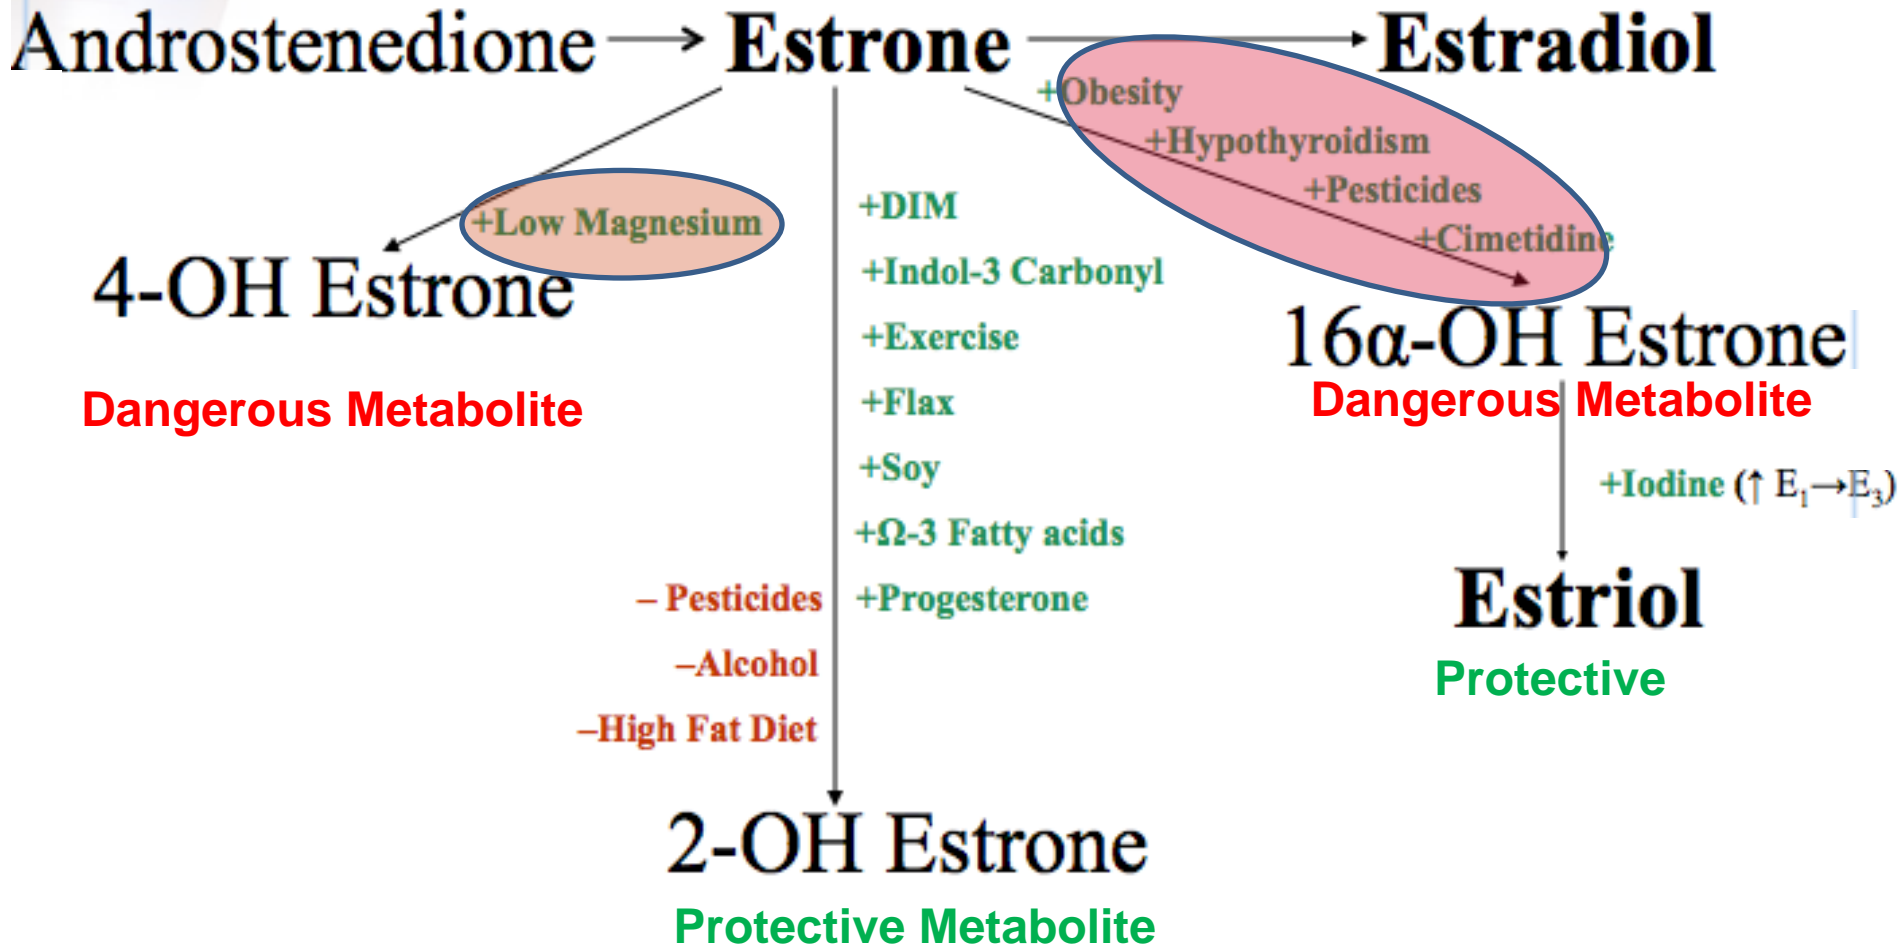 Androstenedione → Estrone → Estradiol
+Obesity
+Hypothyroidism
+Pesticides
+Cimetidine
+Low Magnesium
4-OH Estrone
Dangerous Metabolite
+DIM
+Indol-3 Carbonyl
+Exercise
+Flax
+Soy
+Ω-3 Fatty acids
+Progesterone
– Pesticides
–Alcohol
–High Fat Diet
16α-OH Estrone
Dangerous Metabolite
+Iodine (↑ E₁→E₃)
Estriol
Protective
2-OH Estrone
Protective Metabolite